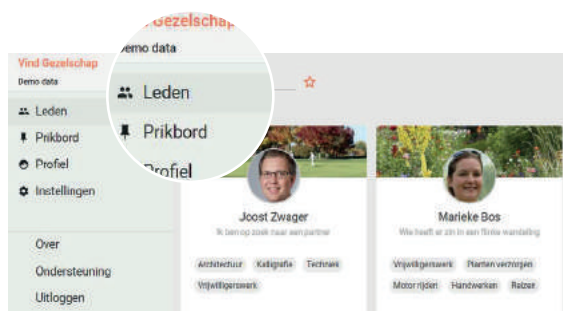 Vind Gezelschap
Demo data
Leden
Prikbord
Profiel
Instellingen
Over
Ondersteuning
Uitloggen
Gezelschap
Demo data
Leden
Prikbord
Profiel
Joost Zwager
Ik ben op zoek naar een partner
Architectuur Kalligrafie Techniek
Vrijwilligerswerk
Marieke Bos
Wie heeft er zin in een flinke wandeling
Vrijwilligerswerk Planten verzorgen
Motor rijden Handwerken Reizen